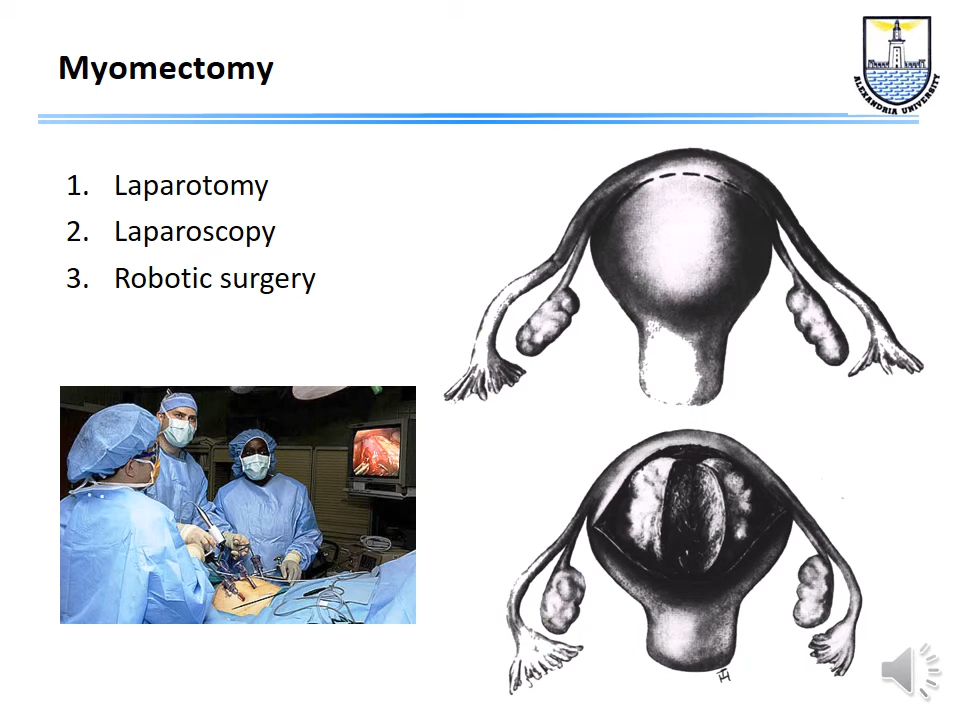 Myomectomy
ALEXANDRIA UNIVERSITY
1. Laparotomy
2. Laparoscopy
3. Robotic surgery